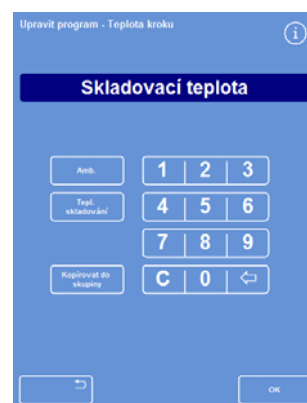 Upravit program - Teplota kroku
i
Skladovací teplota
Amb.
1 2 3
Tepl.
skladování
4 5 6
7 8 9
Kopírovat do
skupiny
C 0
OK